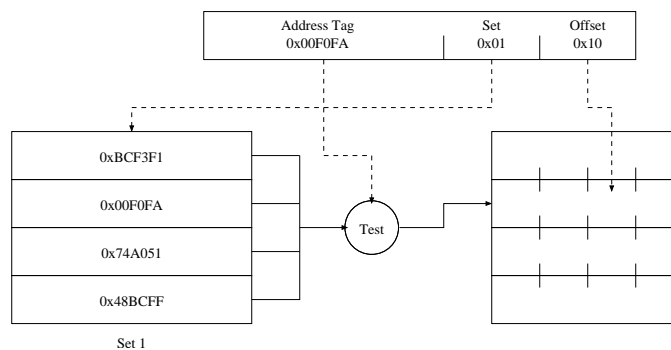 Address Tag Set Offset
0x00F0FA 0x01 0x10
0xBCF3F1
0x00F0FA
0x74A051
0x48BCFF
Test
Set 1